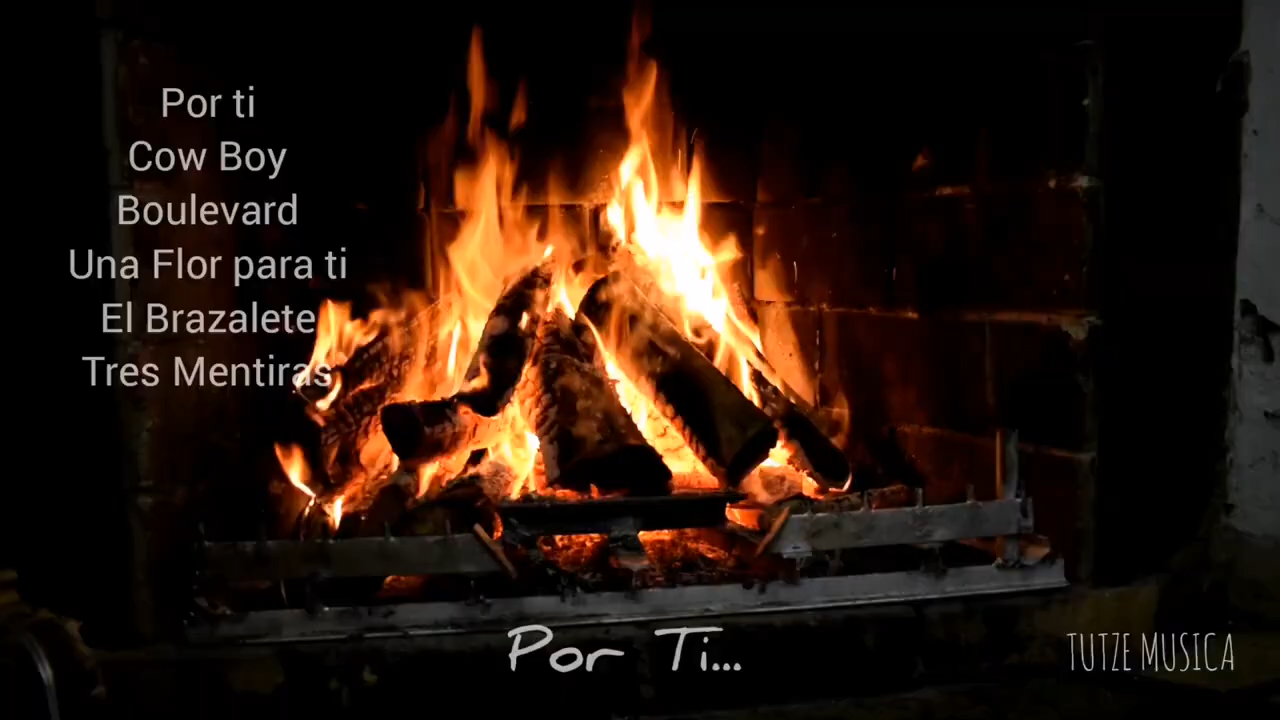 Por ti
Cow Boy
Boulevard
Una Flor para ti
El Brazalete
Tres Mentiras
Por Ti...
TUTZE MUSICA